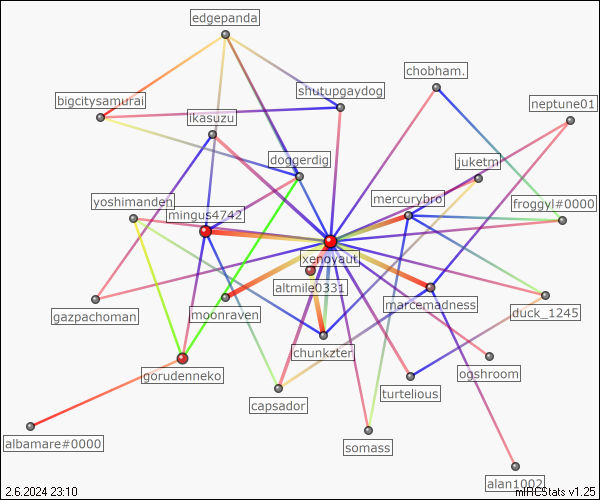 edgepanda
chobham.
shutupgaydog
bigcitysamurai
neptune01
ikasuzu
doggerdig
juketm
yoshimanden
mercurybro
froggyl#0000
mingus4742
xenoyaut
altmile0331
marcemadness
gazpachoman
moonraven
duck_1245
chunkzter
ogshroom
gorudenneko
turtelious
capsador
albamare#0000
somass
alan1002
2.6.2024 23:10
mIRCStats v1.25